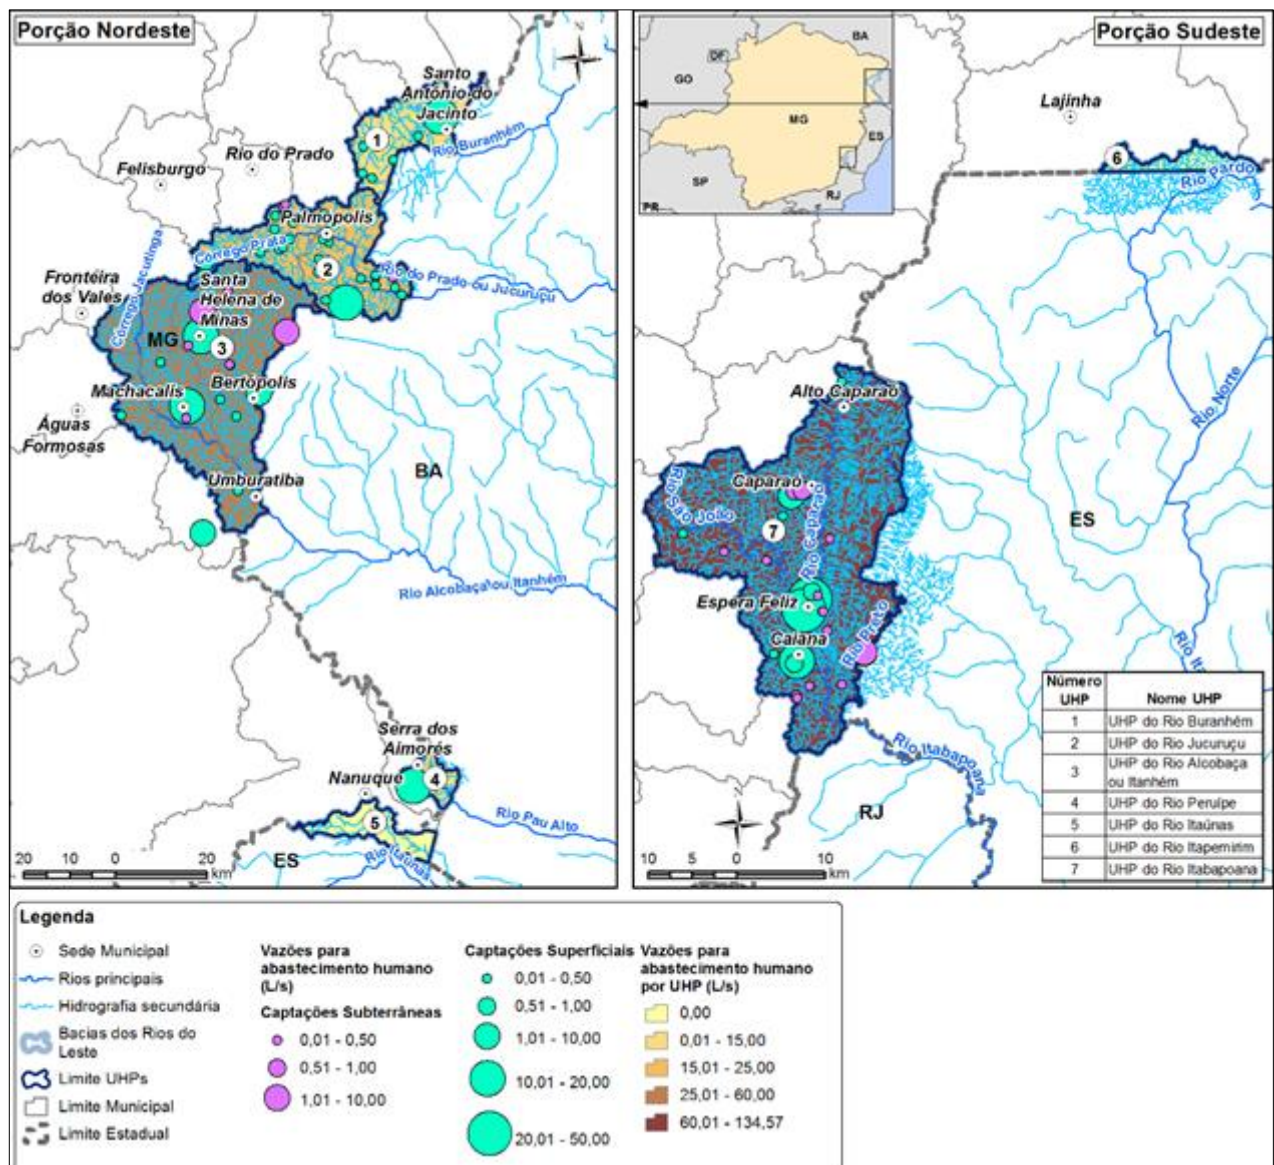 Porção Nordeste
Santo
Antônio do
Jacinto
1
Rio Buranhém
Rio do Prado
Felisburgo
Palmopolis
Córrego Prata
2
Rio do Prado ou Jucuruçu
Córrego Jacutinga
Fronteira
dos Vales
Santa
Helena de
Minas
MG
3
Machacalis
Bertópolis
Águas
Formosas
BA
Umburatiba
Rio Alcobaça ou Itanhém
Serra dos
Aimorés
Nanuque
4
5
Rio Pau Alto
ES
Rio Itaúnas
20 10 0 20
km
Porção Sudeste
BA
DF
GO
MG
ES
SP
RJ
PR
Lajinha
6
Rio Pardo
Alto Caparaó
Rio Norte
Caparaó
Rio São João
Rio Caparaó
7
ES
Espera Feliz
Caiana
Rio Preto
Rio Itabapoana
RJ
10 5 0 10
km
Número
UHP
Nome UHP
1 UHP do Rio Buranhém
2 UHP do Rio Jucuruçu
3 UHP do Rio Alcobaça
ou Itanhém
4 UHP do Rio Peruípe
5 UHP do Rio Itaúnas
6 UHP do Rio Itapemirim
7 UHP do Rio Itabapoana
Legenda
Sede Municipal
Rios principais
Hidrografia secundária
Bacias dos Rios do
Leste
Limite UHPs
Limite Municipal
Limite Estadual
Vazões para
abastecimento humano
(L/s)
Captações Subterrâneas
0,01 - 0,50
0,51 - 1,00
1,01 - 10,00
Captações Superficiais
0,01 - 0,50
0,51 - 1,00
1,01 - 10,00
10,01 - 20,00
20,01 - 50,00
Vazões para
abastecimento humano
por UHP (L/s)
0,00
0,01 - 15,00
15,01 - 25,00
25,01 - 60,00
60,01 - 134,57